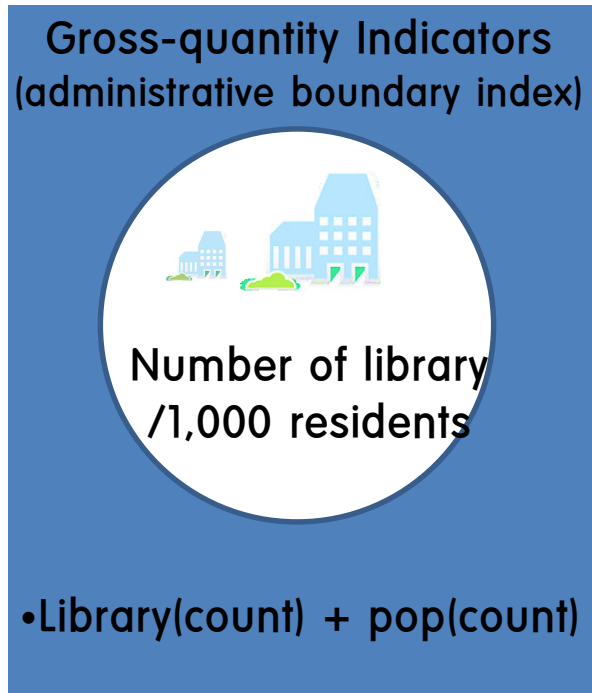 Gross-quantity Indicators
(administrative boundary index)
Number of library
/1,000 residents
•Library(count) + pop(count)